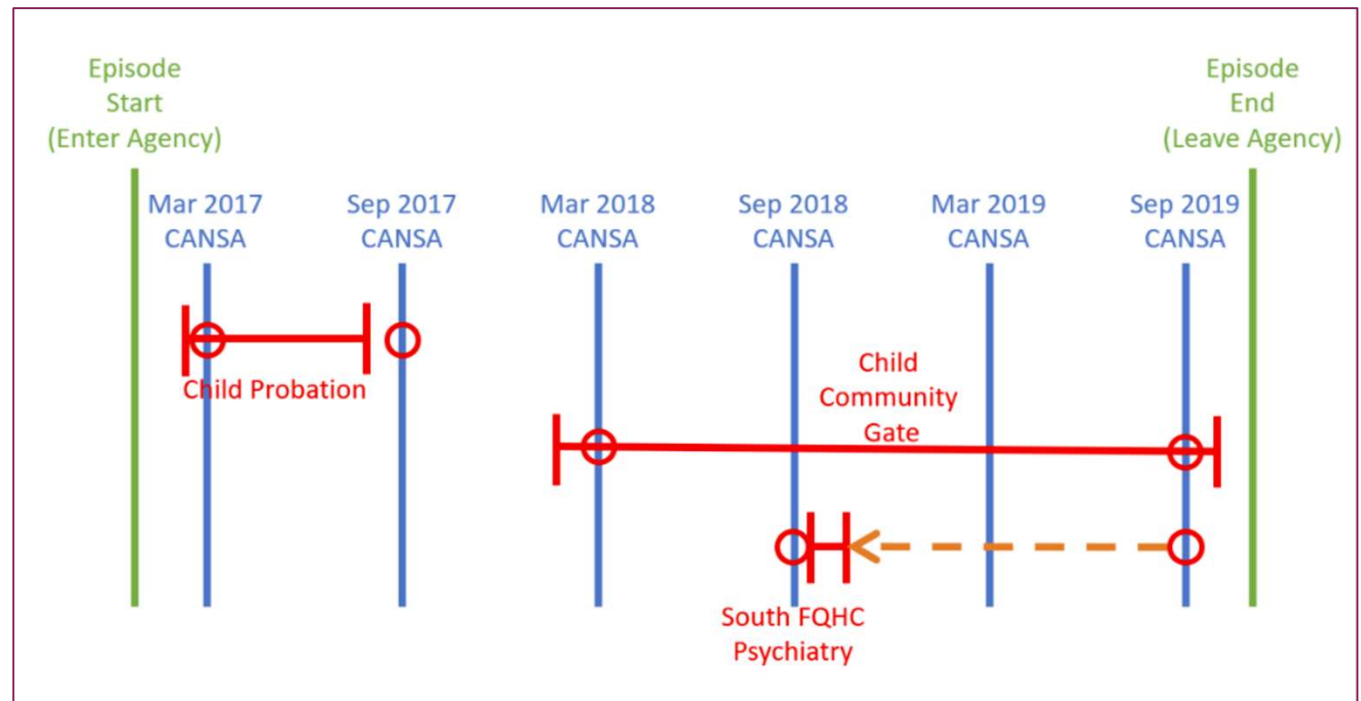 Episode
Start
(Enter Agency)
Episode
End
(Leave Agency)
Mar 2017
CANSA
Sep 2017
CANSA
Mar 2018
CANSA
Sep 2018
CANSA
Mar 2019
CANSA
Sep 2019
CANSA
Child Probation
Child
Community
Gate
South FQHC
Psychiatry